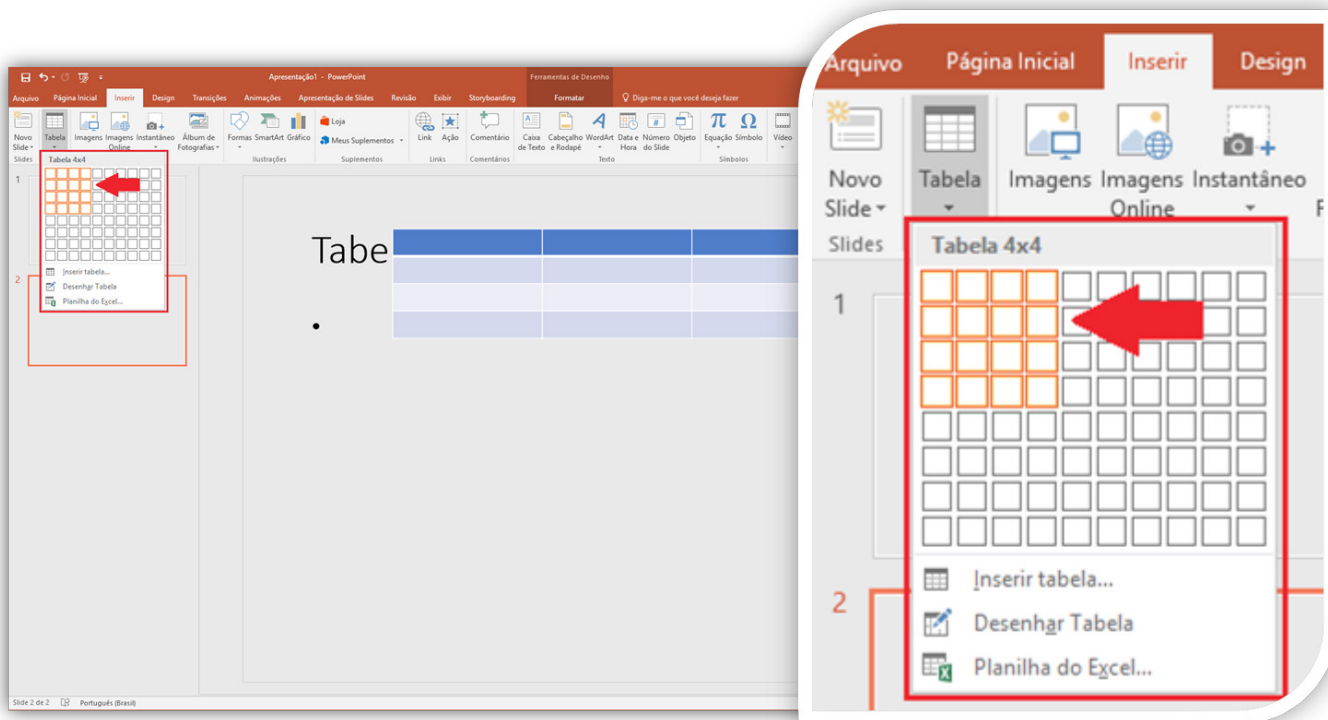 Apresentação1 - PowerPoint
Ferramentas de Desenho
Arquivo Página Inicial Inserir Design Transições Animações Apresentação de Slides Revisão Exibir Storyboarding Formatar Diga-me o que você deseja fazer
Novo Slide
Tabela
Imagens
Imagens Online
Instantâneo
Álbum de Fotografias
Formas
SmartArt
Gráfico
Loja
Meus Suplementos
Link
Ação
Comentário
Caixa de Texto
Cabeçalho e Rodapé
WordArt
Data e Hora
Número do Slide
Objeto
Equação
Símbolo
Vídeo
Slides
Ilustrações
Suplementos
Links
Comentários
Texto
Símbolos
Tabela 4x4
Inserir tabela...
Desenhar Tabela
Planilha do Excel...
1
2
Tabe
•
Slide 2 de 2 Português (Brasil)
Arquivo Página Inicial Inserir Design
Novo Slide
Tabela
Imagens
Imagens Online
Instantâneo
F
Slides
Tabela 4x4
1
Inserir tabela...
2
Desenhar Tabela
Planilha do Excel...